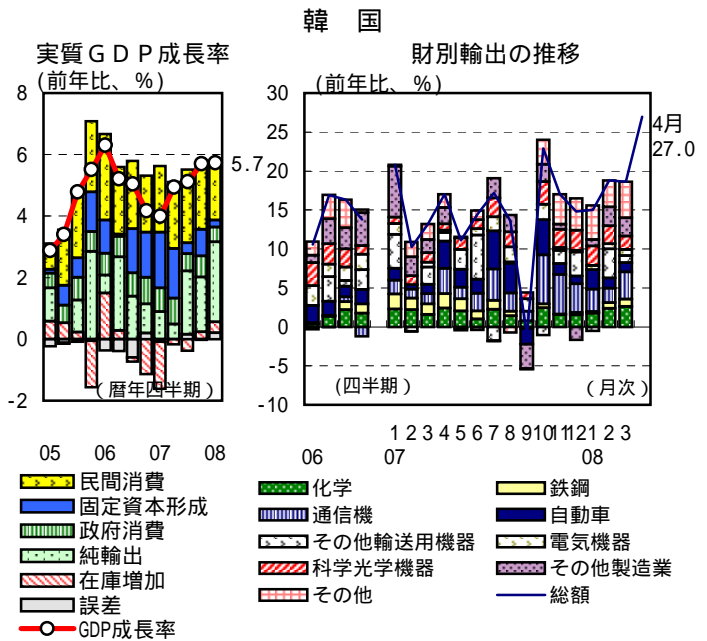 韓　国
実質ＧＤＰ成長率
(前年比、%)
8
6
4
2
0
-2
5.7
(暦年四半期)
05 06 07 08
民間消費
固定資本形成
政府消費
純輸出
在庫増加
誤差
GDP成長率
財別輸出の推移
(前年比、%)
30
25
20
15
10
5
0
-5
-10
4月
27.0
(四半期)
(月次)
1 2 3 4 5 6 7 8 9 10 11 12 1 2 3
06 07 08
化学
鉄鋼
通信機
自動車
その他輸送用機器
電気機器
科学光学機器
その他製造業
その他
総額